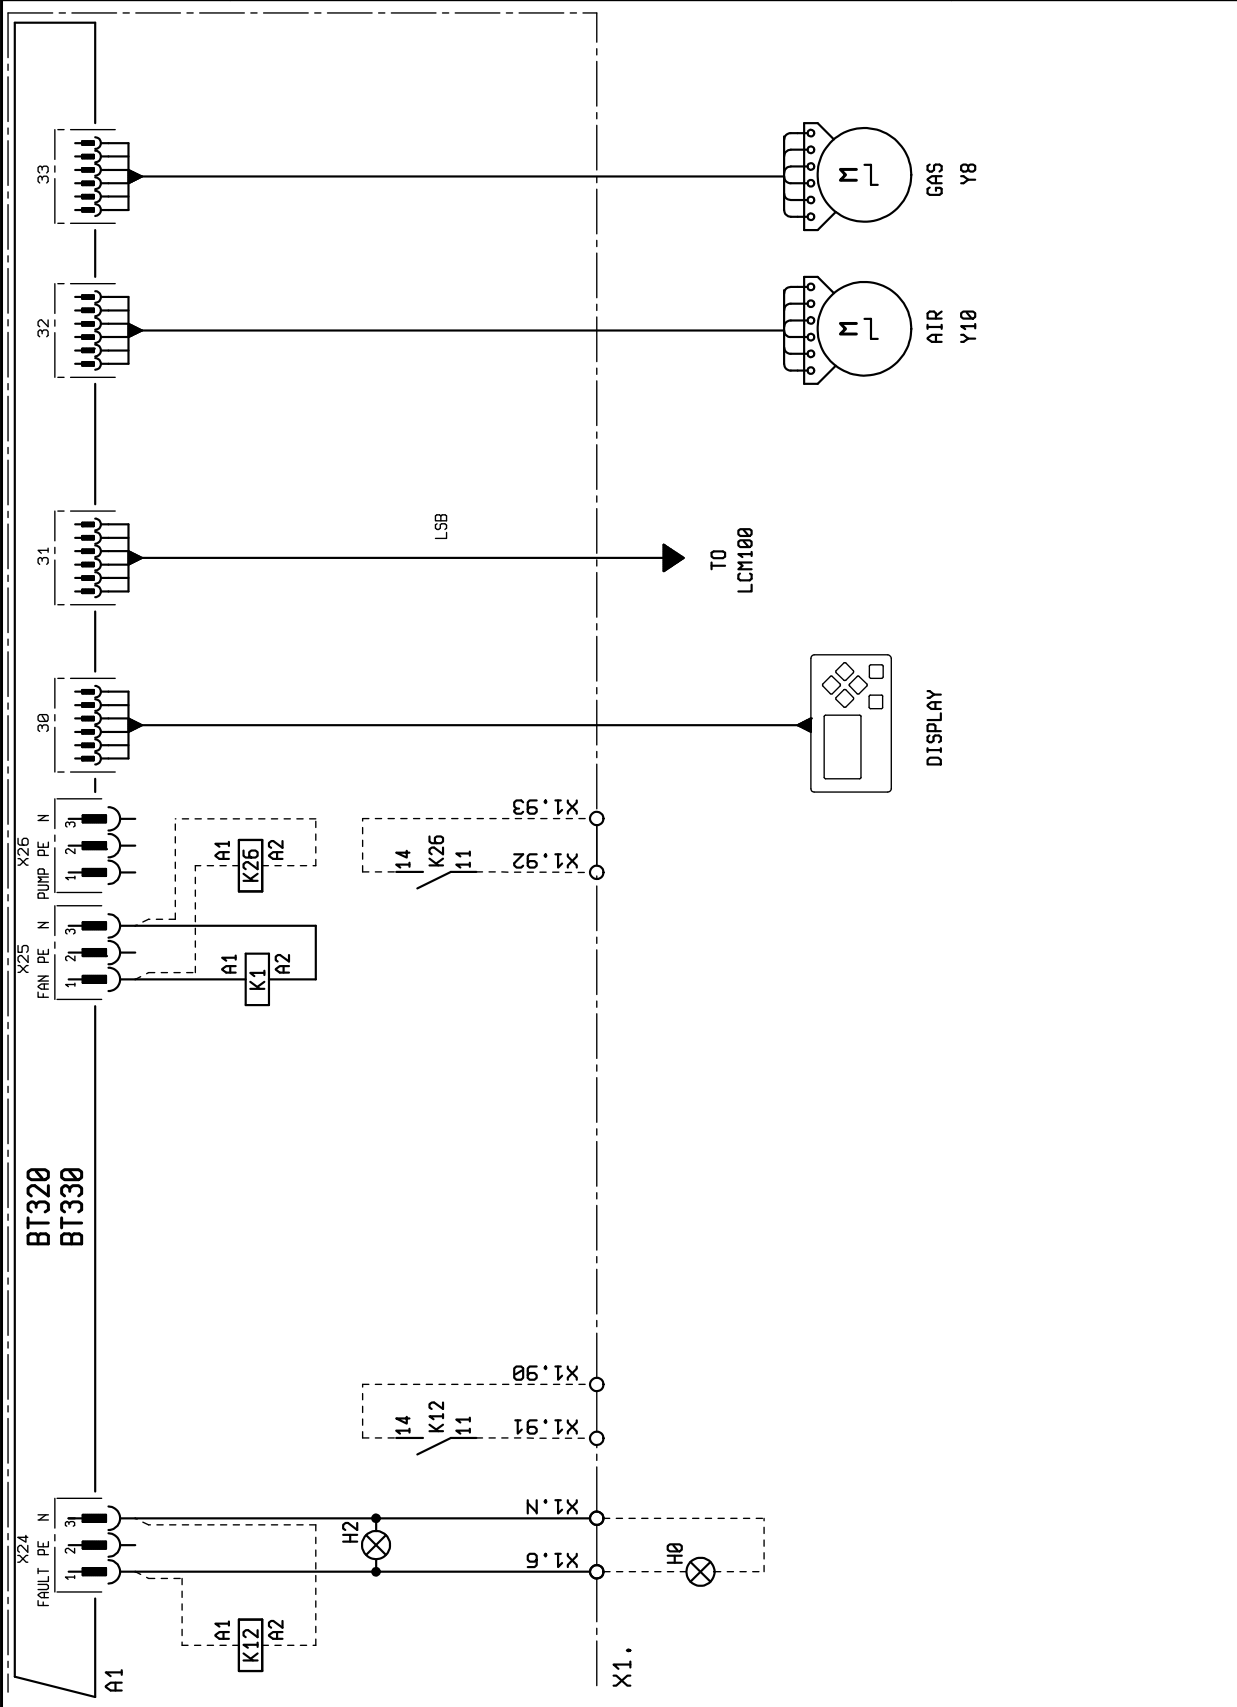 BT320
BT330
A1
X24
FAULT PE N
1 2 3
X25
FAN PE N
1 2 3
X26
PUMP PE N
1 2 3
30
31
32
33
A1
K12
A2
H2
A1
K1
A2
A1
K26
A2
14
K12
11
14
K26
11
LSB
X1.6
X1.N
X1.91
X1.90
X1.92
X1.93
X1.
H0
TO
LCM100
DISPLAY
M
AIR
Y10
M
GAS
Y8